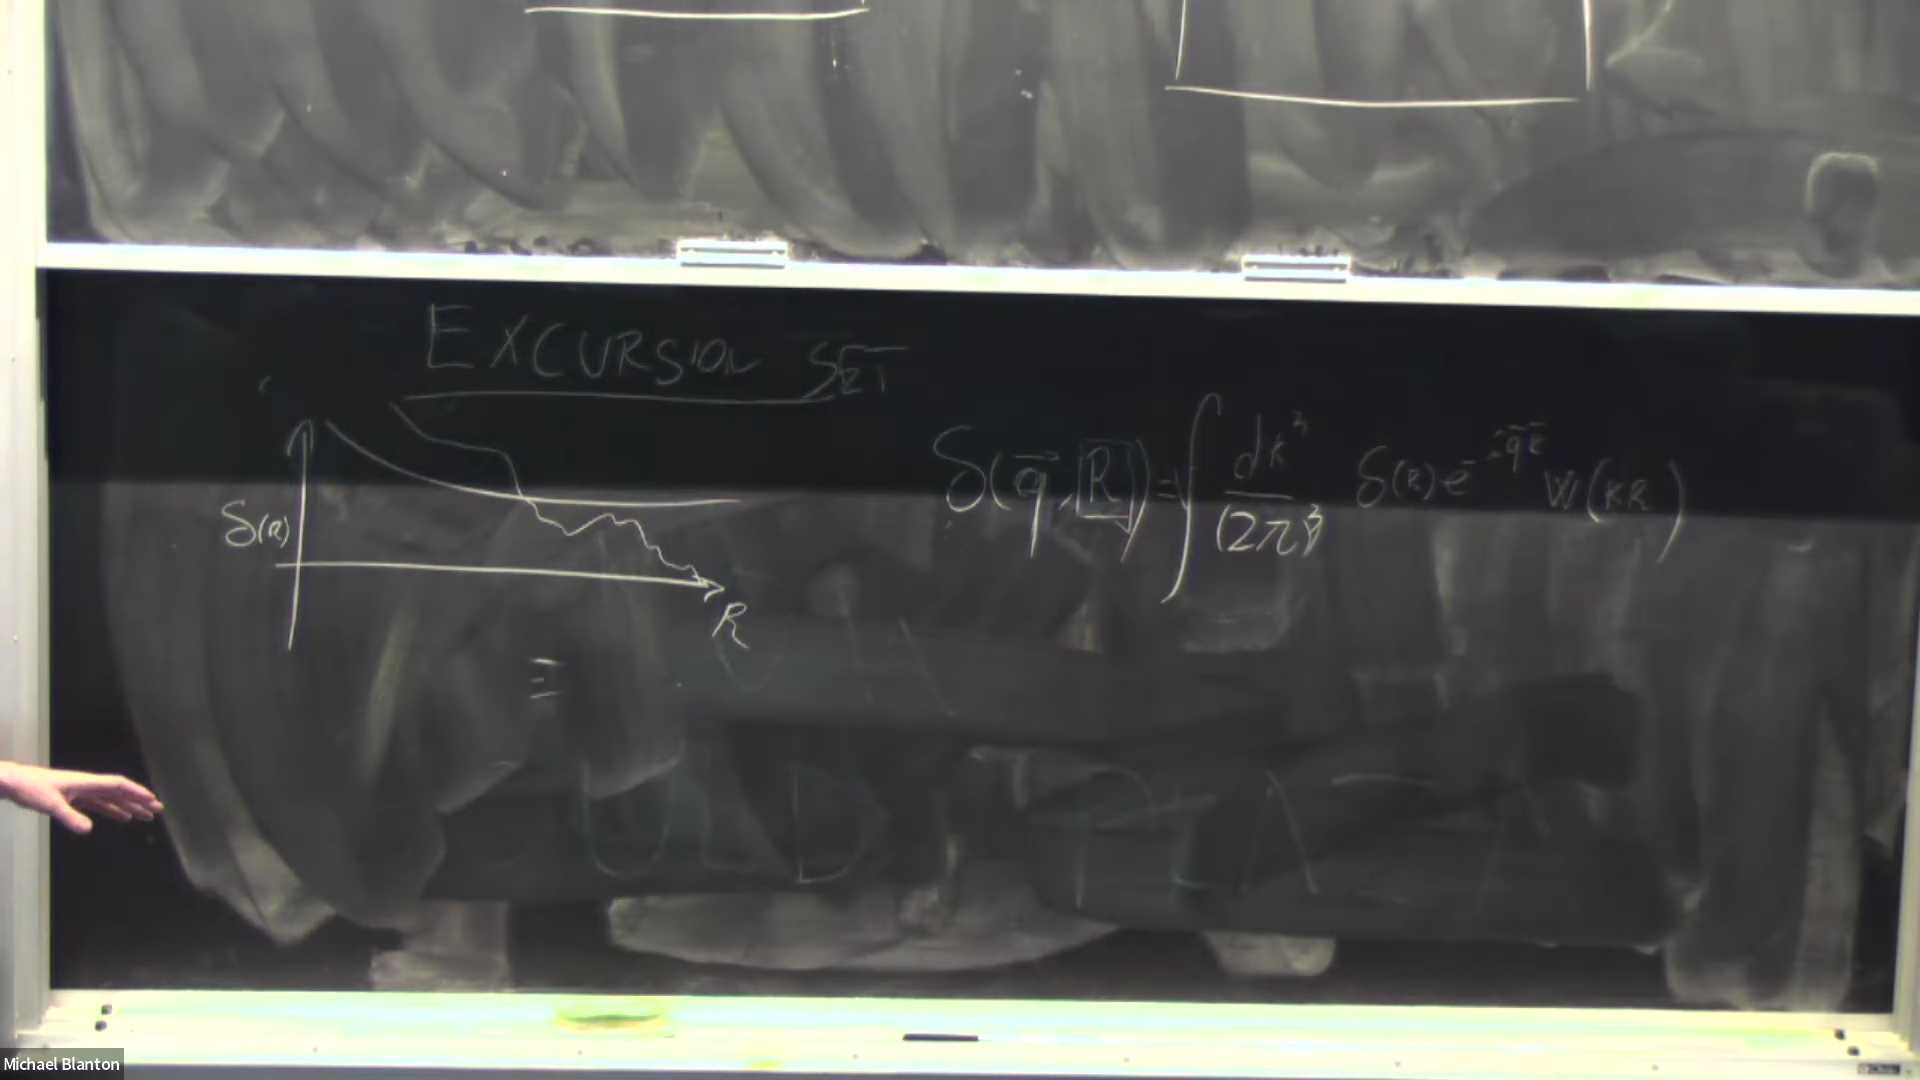 EXCURSION SET
δ(q⃗, R) = ∫ dk³/(2π)³ δ(k) e^-iq⃗k⃗ W(kR)
δ(R)
R
Michael Blanton